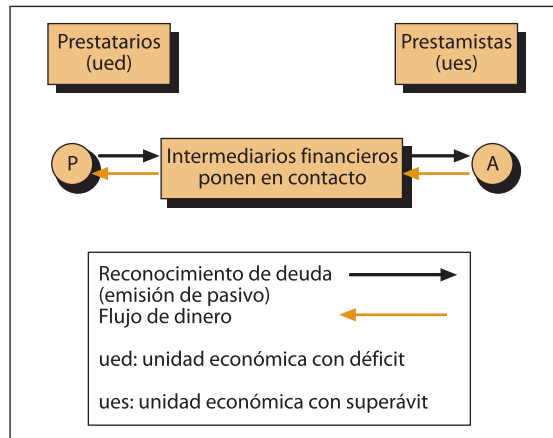 Prestatarios
(ued)
Prestamistas
(ues)
P
Intermediarios financieros
ponen en contacto
A
Reconocimiento de deuda
(emisión de pasivo)
Flujo de dinero
ued: unidad económica con déficit
ues: unidad económica con superávit